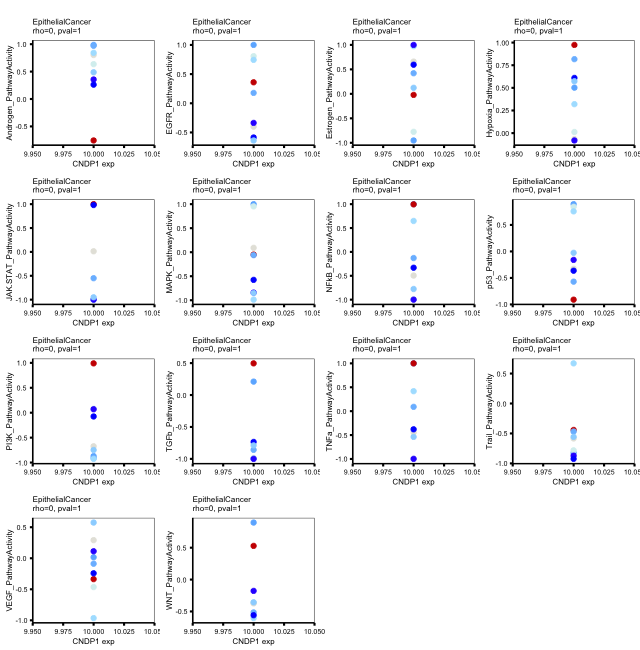 EpithelialCancer
rho=0, pval=1
Androgen_PathwayActivity
1.0
0.5
0.0
-0.5
9.950 9.975 10.000 10.025 10.05
CNDP1 exp
EpithelialCancer
rho=0, pval=1
EGFR_PathwayActivity
1.0
0.5
0.0
-0.5
9.950 9.975 10.000 10.025 10.05
CNDP1 exp
EpithelialCancer
rho=0, pval=1
Estrogen_PathwayActivity
1.0
0.5
0.0
-0.5
-1.0
9.950 9.975 10.000 10.025 10.05
CNDP1 exp
EpithelialCancer
rho=0, pval=1
Hypoxia_PathwayActivity
1.00
0.75
0.50
0.25
0.00
9.950 9.975 10.000 10.025 10.05
CNDP1 exp
EpithelialCancer
rho=0, pval=1
JAK-STAT_PathwayActivity
1.0
0.5
0.0
-0.5
-1.0
9.950 9.975 10.000 10.025 10.05
CNDP1 exp
EpithelialCancer
rho=0, pval=1
MAPK_PathwayActivity
1.0
0.5
0.0
-0.5
-1.0
9.950 9.975 10.000 10.025 10.05
CNDP1 exp
EpithelialCancer
rho=0, pval=1
NFkB_PathwayActivity
1.0
0.5
0.0
-0.5
-1.0
9.950 9.975 10.000 10.025 10.05
CNDP1 exp
EpithelialCancer
rho=0, pval=1
p53_PathwayActivity
0.5
0.0
-0.5
-1.0
9.950 9.975 10.000 10.025 10.05
CNDP1 exp
EpithelialCancer
rho=0, pval=1
PI3K_PathwayActivity
1.0
0.5
0.0
-0.5
-1.0
9.950 9.975 10.000 10.025 10.05
CNDP1 exp
EpithelialCancer
rho=0, pval=1
TGFb_PathwayActivity
0.5
0.0
-0.5
-1.0
9.950 9.975 10.000 10.025 10.05
CNDP1 exp
EpithelialCancer
rho=0, pval=1
TNFa_PathwayActivity
1.0
0.5
0.0
-0.5
-1.0
9.950 9.975 10.000 10.025 10.05
CNDP1 exp
EpithelialCancer
rho=0, pval=1
Trail_PathwayActivity
0.5
0.0
-0.5
-1.0
9.950 9.975 10.000 10.025 10.05
CNDP1 exp
EpithelialCancer
rho=0, pval=1
VEGF_PathwayActivity
0.5
0.0
-0.5
-1.0
9.950 9.975 10.000 10.025 10.05
CNDP1 exp
EpithelialCancer
rho=0, pval=1
WNT_PathwayActivity
0.5
0.0
-0.5
9.950 9.975 10.000 10.025 10.050
CNDP1 exp